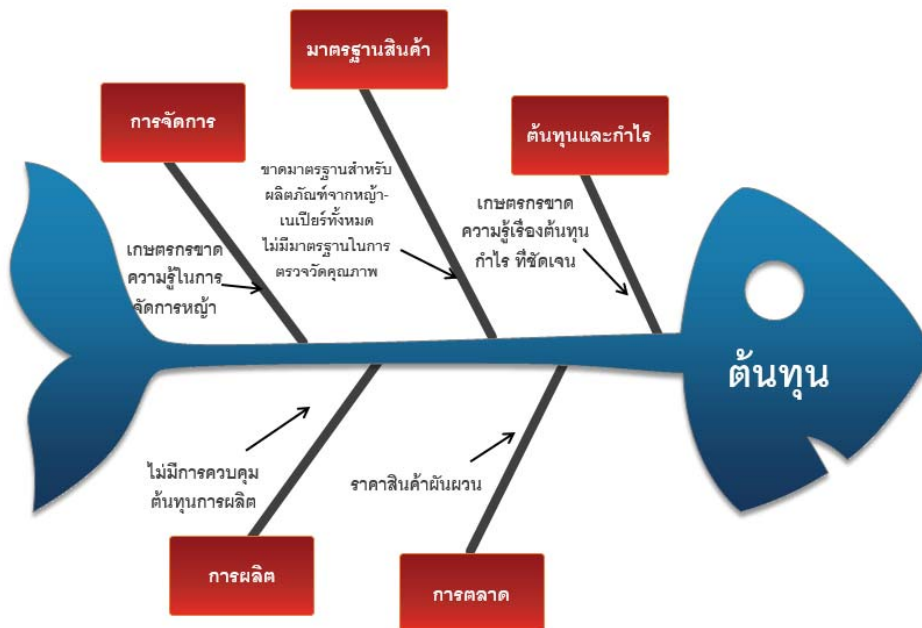 มาตรฐานสินค้า
การจัดการ
ต้นทุนและกำไร
ขาดมาตรฐานสำหรับ
ผลิตภัณฑ์จากหญ้า-
เนเปียร์ทั้งหมด
ไม่มีมาตรฐานในการ
ตรวจวัดคุณภาพ
เกษตรกรขาด
ความรู้เรื่องต้นทุน
กำไร ที่ชัดเจน
เกษตรกรขาด
ความรู้ในการ
จัดการหญ้า
ต้นทุน
ไม่มีการควบคุม
ต้นทุนการผลิต
ราคาสินค้าผันผวน
การผลิต
การตลาด